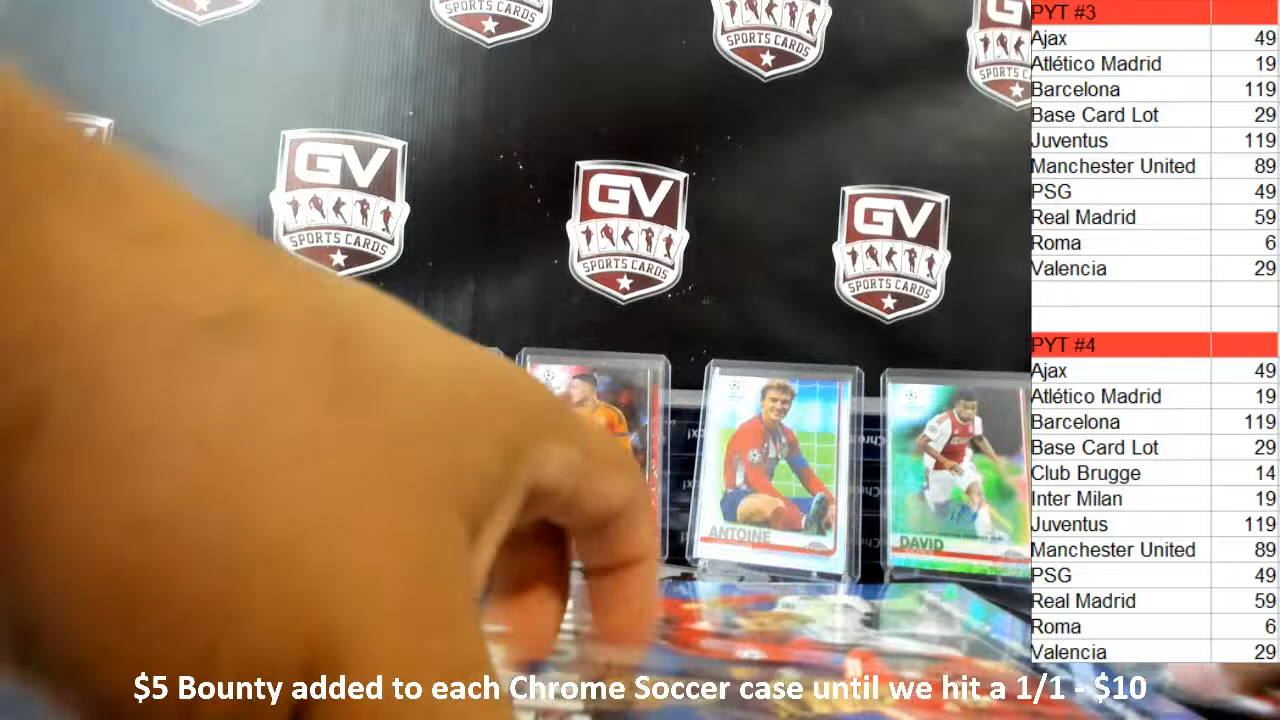 SPORTS CARDS
SPORTS CARDS
SPORTS C
GV
SPORTS CARDS
GV
SPORTS CARDS
GV
SPORTS CARDS
ANTOINE
DAVID
PYT #3
Ajax 49
Atlético Madrid 19
Barcelona 119
Base Card Lot 29
Juventus 119
Manchester United 89
PSG 49
Real Madrid 59
Roma 6
Valencia 29
PYT #4
Ajax 49
Atlético Madrid 19
Barcelona 119
Base Card Lot 29
Club Brugge 14
Inter Milan 19
Juventus 119
Manchester United 89
PSG 49
Real Madrid 59
Roma 6
Valencia 29
$5 Bounty added to each Chrome Soccer case until we hit a 1/1 - $10